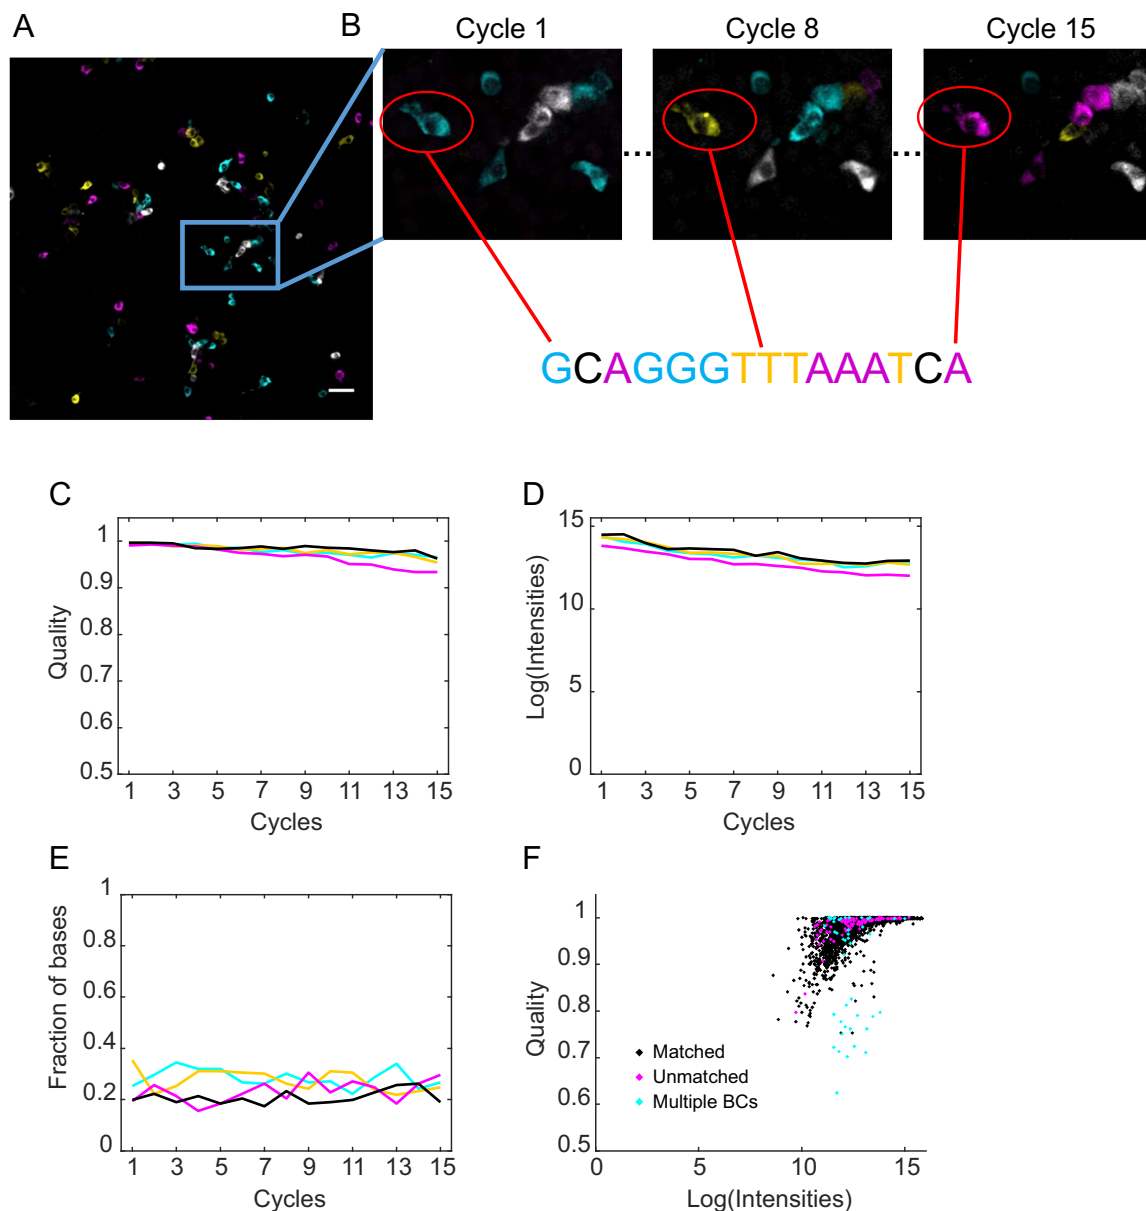 A
B
Cycle 1
Cycle 8
Cycle 15
...
...
GCAGGGTTTAAATCA
C
Quality
1
0.9
0.8
0.7
0.6
0.5
1 3 5 7 9 11 13 15
Cycles
D
Log(Intensities)
15
10
5
0
1 3 5 7 9 11 13 15
Cycles
E
Fraction of bases
1
0.8
0.6
0.4
0.2
0
1 3 5 7 9 11 13 15
Cycles
F
Quality
1
0.9
0.8
0.7
0.6
0.5
Matched
Unmatched
Multiple BCs
0 5 10 15
Log(Intensities)